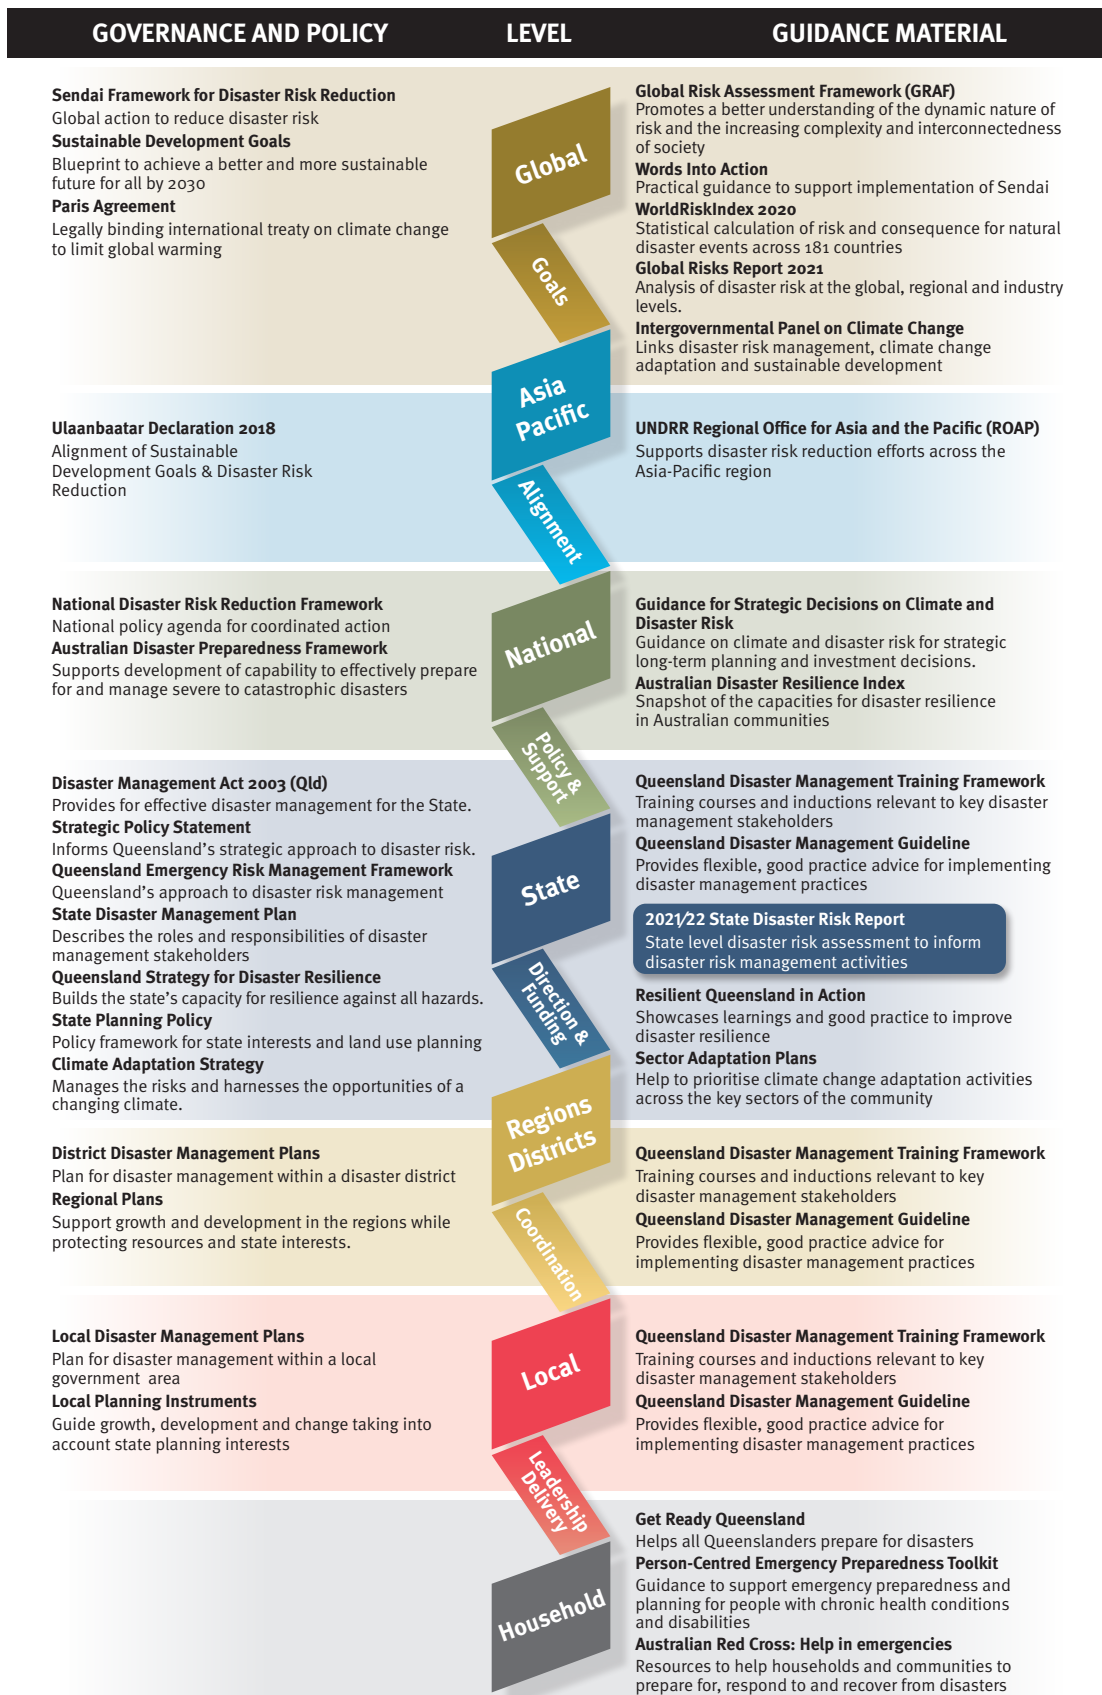 GOVERNANCE AND POLICY
LEVEL
GUIDANCE MATERIAL
Sendai Framework for Disaster Risk Reduction
Global action to reduce disaster risk
Sustainable Development Goals
Blueprint to achieve a better and more sustainable
future for all by 2030
Paris Agreement
Legally binding international treaty on climate change
to limit global warming
Global
Goals
Global Risk Assessment Framework (GRAF)
Promotes a better understanding of the dynamic nature of
risk and the increasing complexity and interconnectedness
of society
Words Into Action
Practical guidance to support implementation of Sendai
WorldRiskIndex 2020
Statistical calculation of risk and consequence for natural
disaster events across 181 countries
Global Risks Report 2021
Analysis of disaster risk at the global, regional and industry
levels.
Intergovernmental Panel on Climate Change
Links disaster risk management, climate change
adaptation and sustainable development
Ulaanbaatar Declaration 2018
Alignment of Sustainable
Development Goals & Disaster Risk
Reduction
Asia
Pacific
Alignment
UNDRR Regional Office for Asia and the Pacific (ROAP)
Supports disaster risk reduction efforts across the
Asia-Pacific region
National Disaster Risk Reduction Framework
National policy agenda for coordinated action
Australian Disaster Preparedness Framework
Supports development of capability to effectively prepare
for and manage severe to catastrophic disasters
National
Policy &
Support
Guidance for Strategic Decisions on Climate and
Disaster Risk
Guidance on climate and disaster risk for strategic
long-term planning and investment decisions.
Australian Disaster Resilience Index
Snapshot of the capacities for disaster resilience
in Australian communities
Disaster Management Act 2003 (Qld)
Provides for effective disaster management for the State.
Strategic Policy Statement
Informs Queensland's strategic approach to disaster risk.
Queensland Emergency Risk Management Framework
Queensland's approach to disaster risk management
State Disaster Management Plan
Describes the roles and responsibilities of disaster
management stakeholders
Queensland Strategy for Disaster Resilience
Builds the state's capacity for resilience against all hazards.
State Planning Policy
Policy framework for state interests and land use planning
Climate Adaptation Strategy
Manages the risks and harnesses the opportunities of a
changing climate.
State
Direction &
Funding
Queensland Disaster Management Training Framework
Training courses and inductions relevant to key disaster
management stakeholders
Queensland Disaster Management Guideline
Provides flexible, good practice advice for implementing
disaster management practices
2021/22 State Disaster Risk Report
State level disaster risk assessment to inform
disaster risk management activities
Resilient Queensland in Action
Showcases learnings and good practice to improve
disaster resilience
Sector Adaptation Plans
Help to prioritise climate change adaptation activities
across the key sectors of the community
District Disaster Management Plans
Plan for disaster management within a disaster district
Regional Plans
Support growth and development in the regions while
protecting resources and state interests.
Regions
Districts
Coordination
Queensland Disaster Management Training Framework
Training courses and inductions relevant to key
disaster management stakeholders
Queensland Disaster Management Guideline
Provides flexible, good practice advice for
implementing disaster management practices
Local Disaster Management Plans
Plan for disaster management within a local
government area
Local Planning Instruments
Guide growth, development and change taking into
account state planning interests
Local
Leadership
Delivery
Queensland Disaster Management Training Framework
Training courses and inductions relevant to key
disaster management stakeholders
Queensland Disaster Management Guideline
Provides flexible, good practice advice for
implementing disaster management practices
Household
Get Ready Queensland
Helps all Queenslanders prepare for disasters
Person-Centred Emergency Preparedness Toolkit
Guidance to support emergency preparedness and
planning for people with chronic health conditions
and disabilities
Australian Red Cross: Help in emergencies
Resources to help households and communities to
prepare for, respond to and recover from disasters